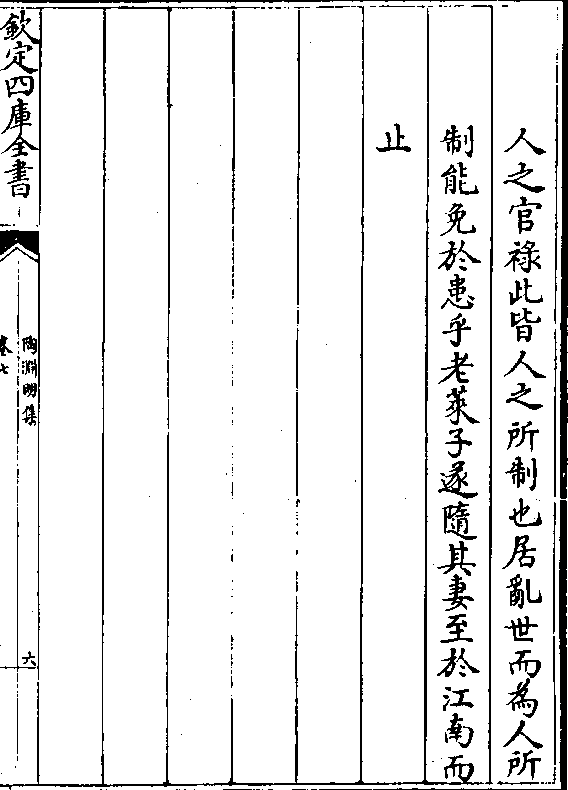 人之官祿此皆人之所制也居亂世而為人所
制能免於患乎老萊子遂隨其妻至於江南而
止
欽定四庫全書
陶淵明集
卷七
六